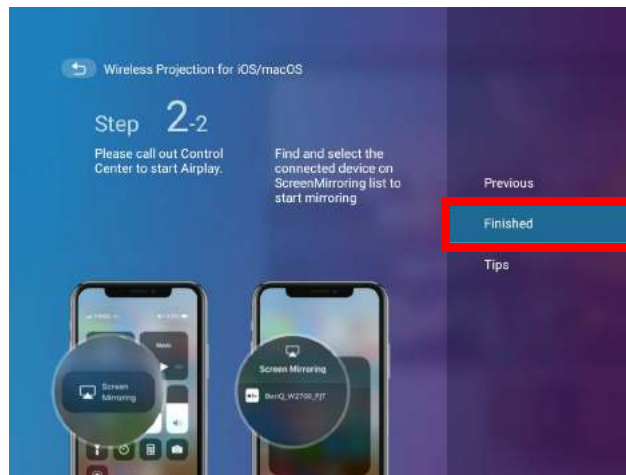 Wireless Projection for iOS/macOS
Step 2-2
Please call out Control
Center to start Airplay.
Find and select the
connected device on
ScreenMirroring list to
start mirroring
Previous
Finished
Tips
Screen
Mirroring
Screen Mirroring
BenQ_W2700_PJT